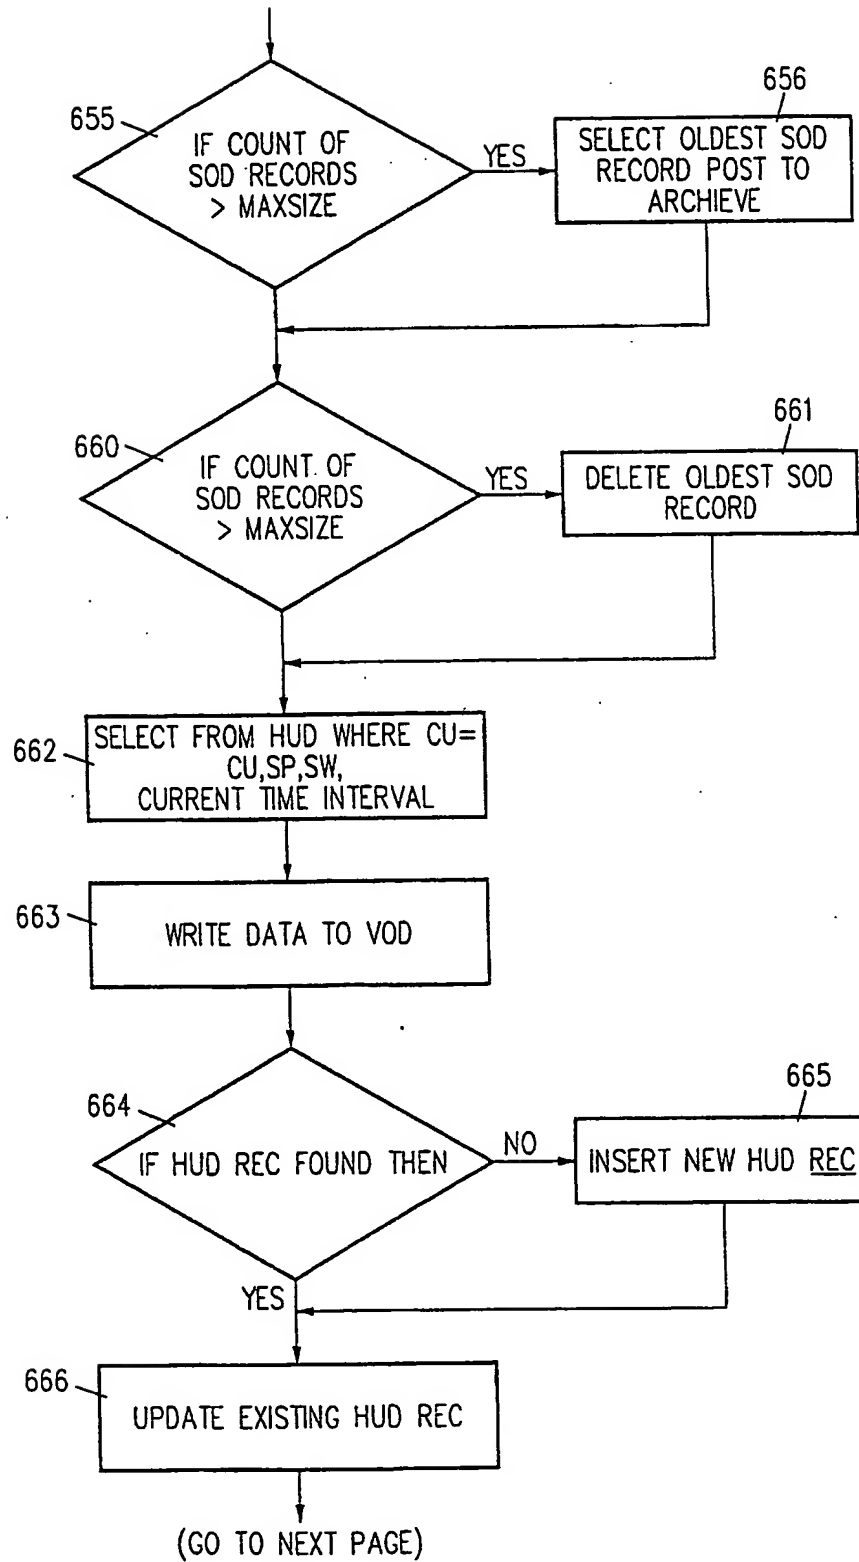 655
IF COUNT OF
SOD RECORDS
> MAXSIZE
YES
656
SELECT OLDEST SOD
RECORD POST TO
ARCHIEVE
660
IF COUNT OF
SOD RECORDS
> MAXSIZE
YES
661
DELETE OLDEST SOD
RECORD
662
SELECT FROM HUD WHERE CU=
CU,SP,SW,
CURRENT TIME INTERVAL
663
WRITE DATA TO VOD
664
IF HUD REC FOUND THEN
NO
665
INSERT NEW HUD REC
YES
666
UPDATE EXISTING HUD REC
(GO TO NEXT PAGE)